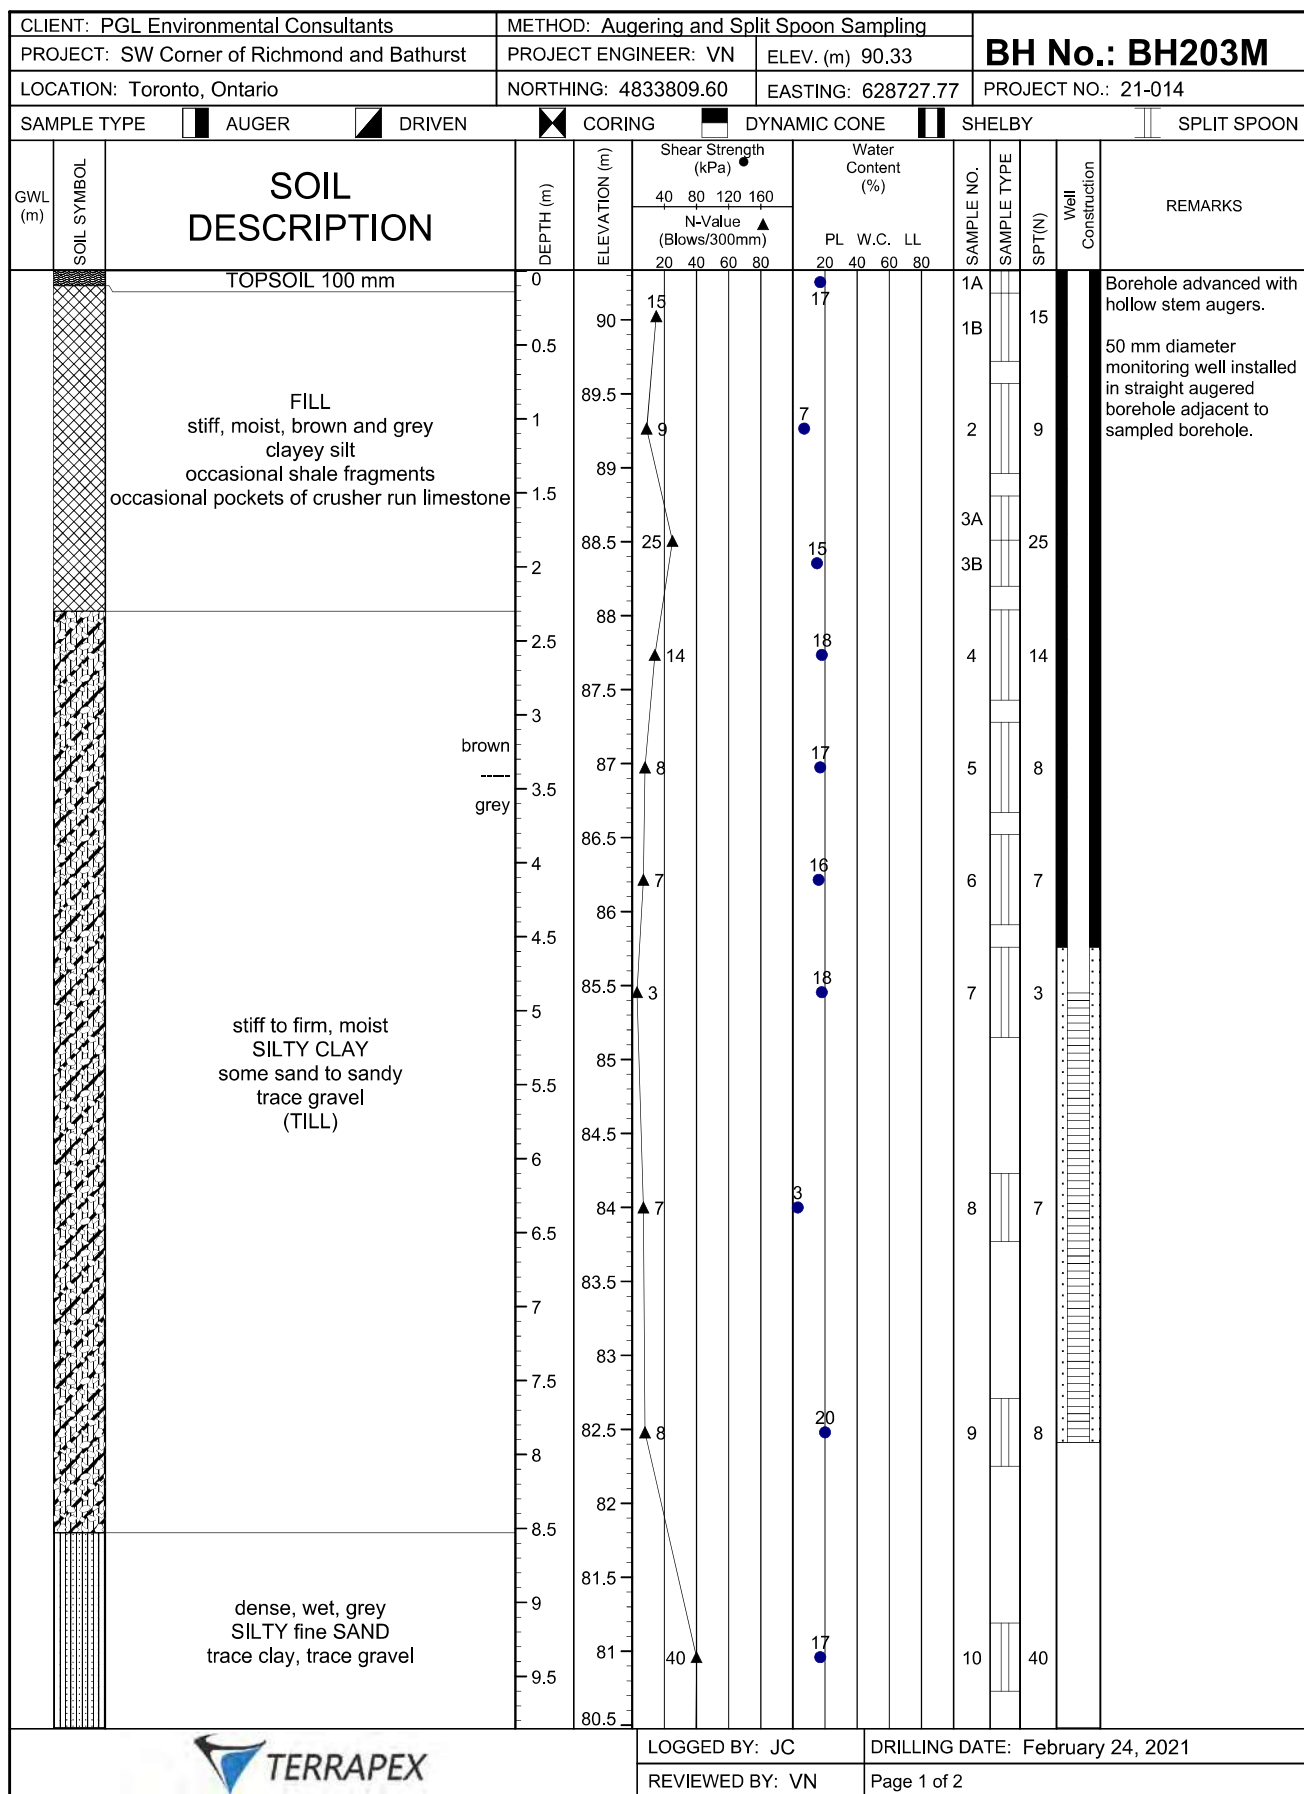 CLIENT: PGL Environmental Consultants
METHOD: Augering and Split Spoon Sampling
BH No.: BH203M
PROJECT: SW Corner of Richmond and Bathurst
PROJECT ENGINEER: VN
ELEV. (m) 90.33
LOCATION: Toronto, Ontario
NORTHING: 4833809.60
EASTING: 628727.77
PROJECT NO.: 21-014
SAMPLE TYPE AUGER DRIVEN CORING DYNAMIC CONE SHELBY SPLIT SPOON
GWL
(m)
SOIL SYMBOL
SOIL
DESCRIPTION
DEPTH (m)
ELEVATION (m)
Shear Strength
(kPa)
40 80 120 160
N-Value
(Blows/300mm)
20 40 60 80
Water
Content
(%)
PL W.C. LL
20 40 60 80
SAMPLE NO.
SAMPLE TYPE
SPT(N)
Well
Construction
REMARKS
TOPSOIL 100 mm
FILL
stiff, moist, brown and grey
clayey silt
occasional shale fragments
occasional pockets of crusher run limestone
brown
grey
stiff to firm, moist
SILTY CLAY
some sand to sandy
trace gravel
(TILL)
dense, wet, grey
SILTY fine SAND
trace clay, trace gravel
0
0.5
1
1.5
2
2.5
3
3.5
4
4.5
5
5.5
6
6.5
7
7.5
8
8.5
9
9.5
90
89.5
89
88.5
88
87.5
87
86.5
86
85.5
85
84.5
84
83.5
83
82.5
82
81.5
81
80.5
15
9
25
14
8
7
3
7
8
40
17
7
15
18
17
16
18
3
20
17
1A
1B
2
3A
3B
4
5
6
7
8
9
10
15
9
25
14
8
7
3
7
8
40
Borehole advanced with
hollow stem augers.
50 mm diameter
monitoring well installed
in straight augered
borehole adjacent to
sampled borehole.
TERRAPEX
LOGGED BY: JC
DRILLING DATE: February 24, 2021
REVIEWED BY: VN
Page 1 of 2